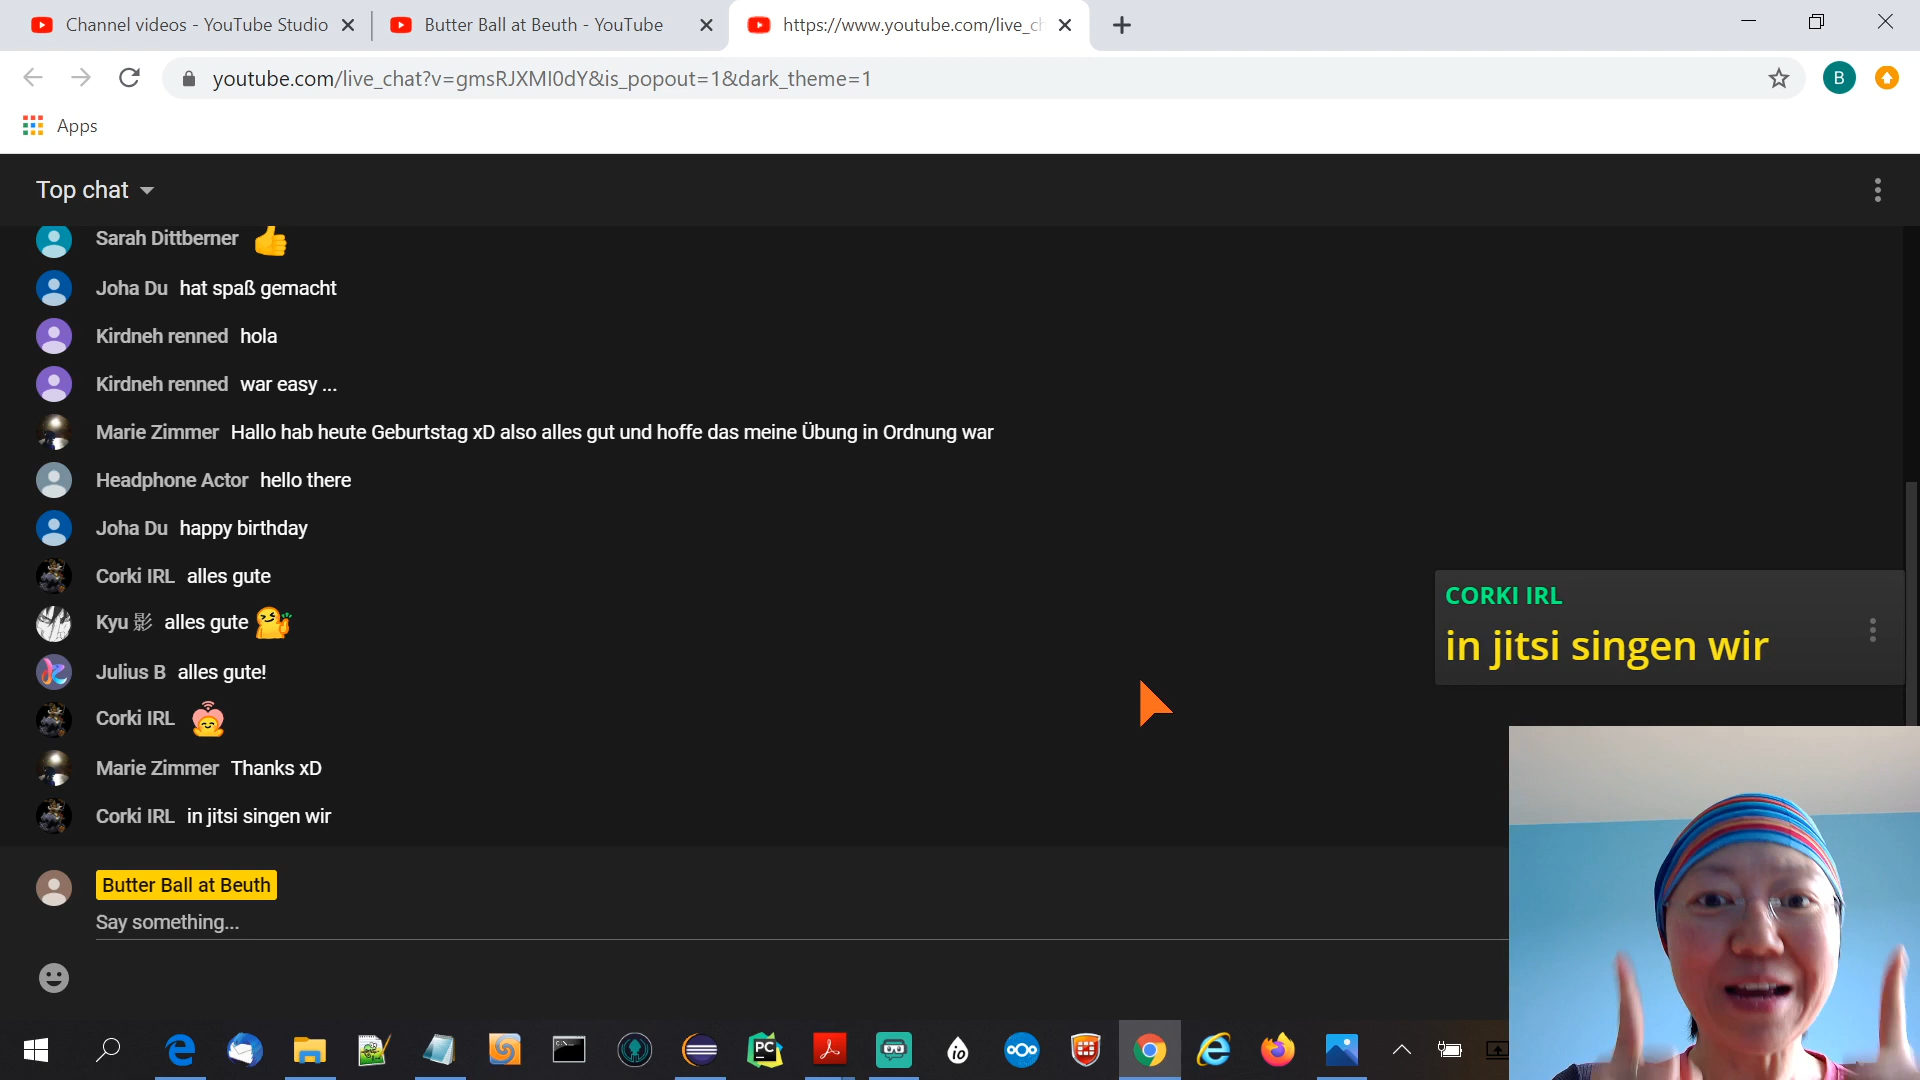 Channel videos - YouTube Studio
Butter Ball at Beuth - YouTube
https://www.youtube.com/live_ch
youtube.com/live_chat?v=gmsRJXMI0dY&is_popout=1&dark_theme=1
B
Apps
Top chat
Sarah Dittberner
Joha Du hat spaß gemacht
Kirdneh renned hola
Kirdneh renned war easy ...
Marie Zimmer Hallo hab heute Geburtstag xD also alles gut und hoffe das meine Übung in Ordnung war
Headphone Actor hello there
Joha Du happy birthday
Corki IRL alles gute
Kyu 影 alles gute
Julius B alles gute!
Corki IRL
Marie Zimmer Thanks xD
Corki IRL in jitsi singen wir
CORKI IRL
in jitsi singen wir
Butter Ball at Beuth
Say something...
PC
io